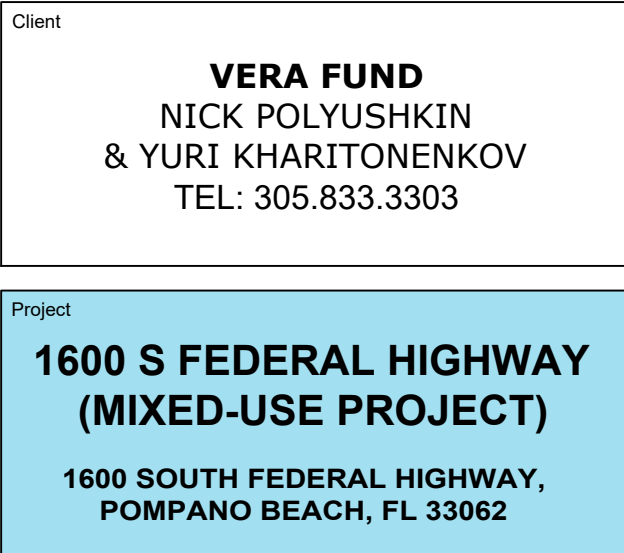 Client
VERA FUND
NICK POLYUSHKIN
& YURI KHARITONENKOV
TEL: 305.833.3303
Project
1600 S FEDERAL HIGHWAY
(MIXED-USE PROJECT)
1600 SOUTH FEDERAL HIGHWAY,
POMPANO BEACH, FL 33062